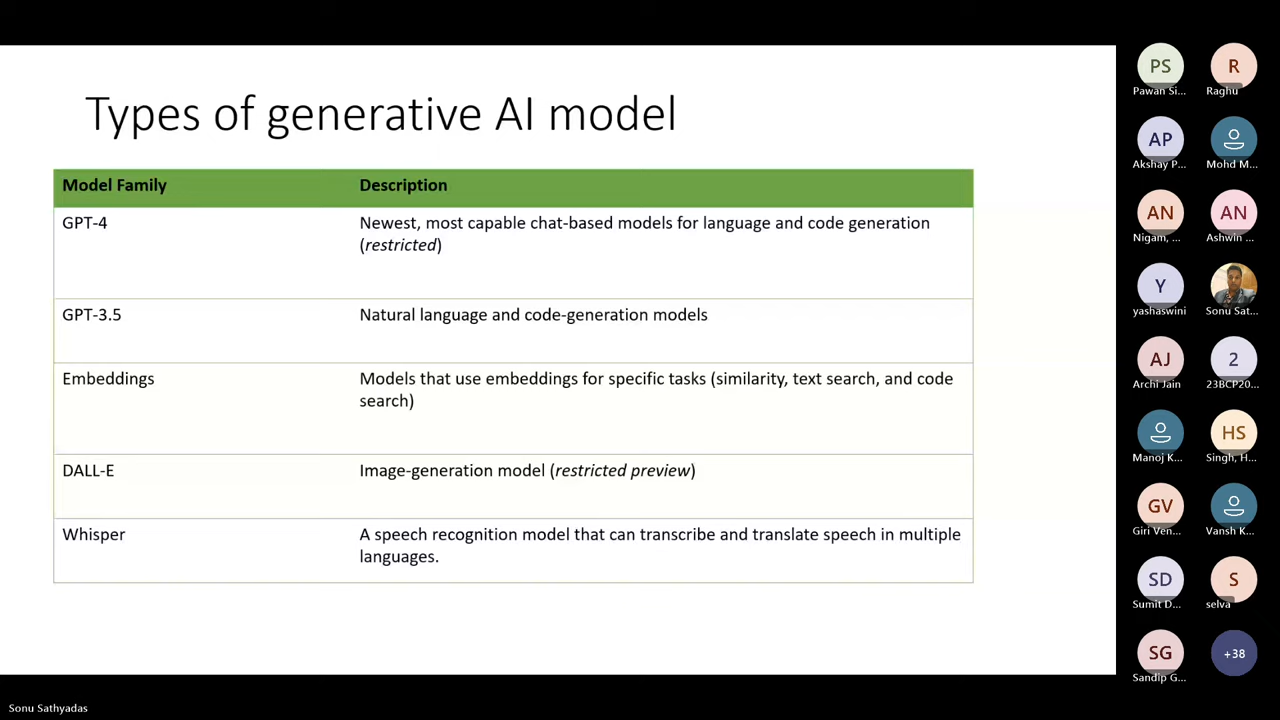 Types of generative AI model
Model Family Description
GPT-4 Newest, most capable chat-based models for language and code generation
(restricted)
GPT-3.5 Natural language and code-generation models
Embeddings Models that use embeddings for specific tasks (similarity, text search, and code
search)
DALL-E Image-generation model (restricted preview)
Whisper A speech recognition model that can transcribe and translate speech in multiple
languages.
PS R
Pawan Si... Raghu
AP
Akshay P... Mohd M...
AN AN
Nigam, ... Ashwin ...
Y
yashaswini Sonu Sat...
AJ 2
Archi Jain 23BCP20...
HS
Manoj K... Singh, H...
GV
Giri Ven... Vansh K...
SD S
Sumit D... selva
SG +38
Sandip G...
Sonu Sathyadas